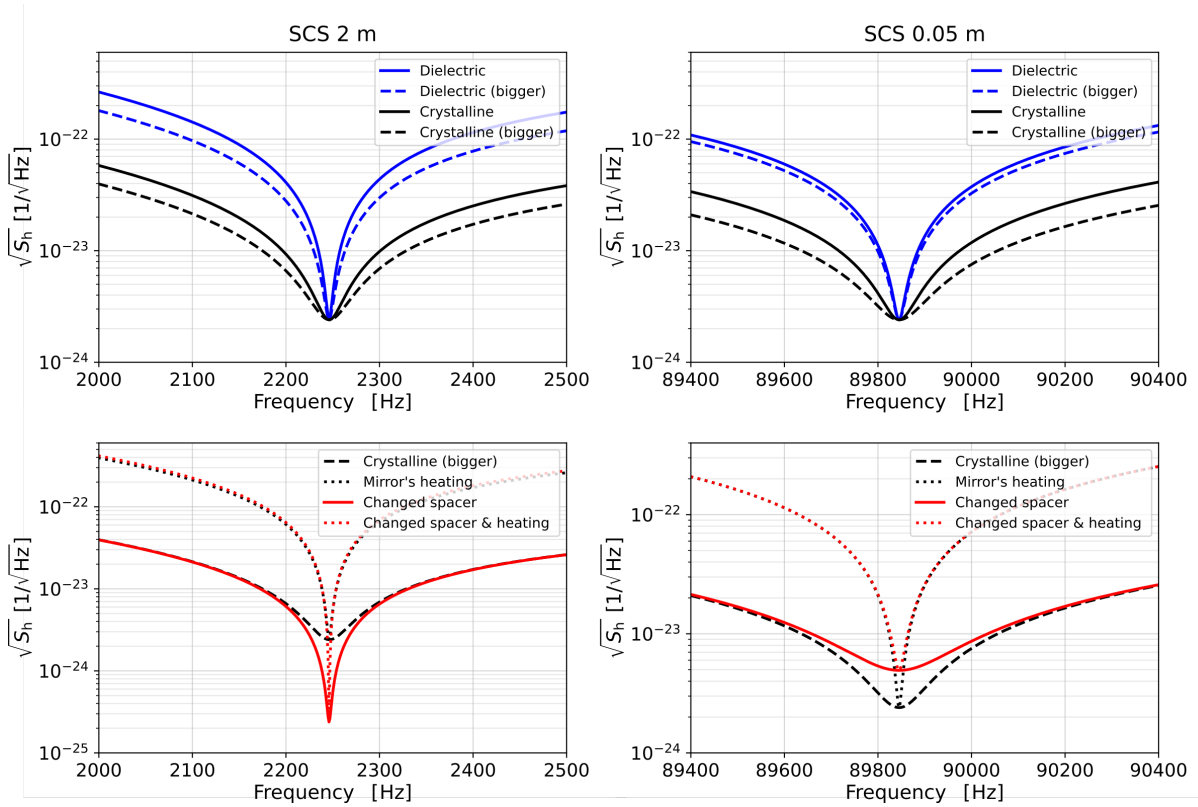 SCS 2 m
Dielectric
Dielectric (bigger)
Crystalline
Crystalline (bigger)
10⁻²²
10⁻²³
10⁻²⁴
√S_h [1/√Hz]
2000 2100 2200 2300 2400 2500
Frequency [Hz]
SCS 0.05 m
Dielectric
Dielectric (bigger)
Crystalline
Crystalline (bigger)
10⁻²²
10⁻²³
10⁻²⁴
√S_h [1/√Hz]
89400 89600 89800 90000 90200 90400
Frequency [Hz]
Crystalline (bigger)
Mirror's heating
Changed spacer
Changed spacer & heating
10⁻²²
10⁻²³
10⁻²⁴
10⁻²⁵
√S_h [1/√Hz]
2000 2100 2200 2300 2400 2500
Frequency [Hz]
Crystalline (bigger)
Mirror's heating
Changed spacer
Changed spacer & heating
10⁻²²
10⁻²³
10⁻²⁴
√S_h [1/√Hz]
89400 89600 89800 90000 90200 90400
Frequency [Hz]